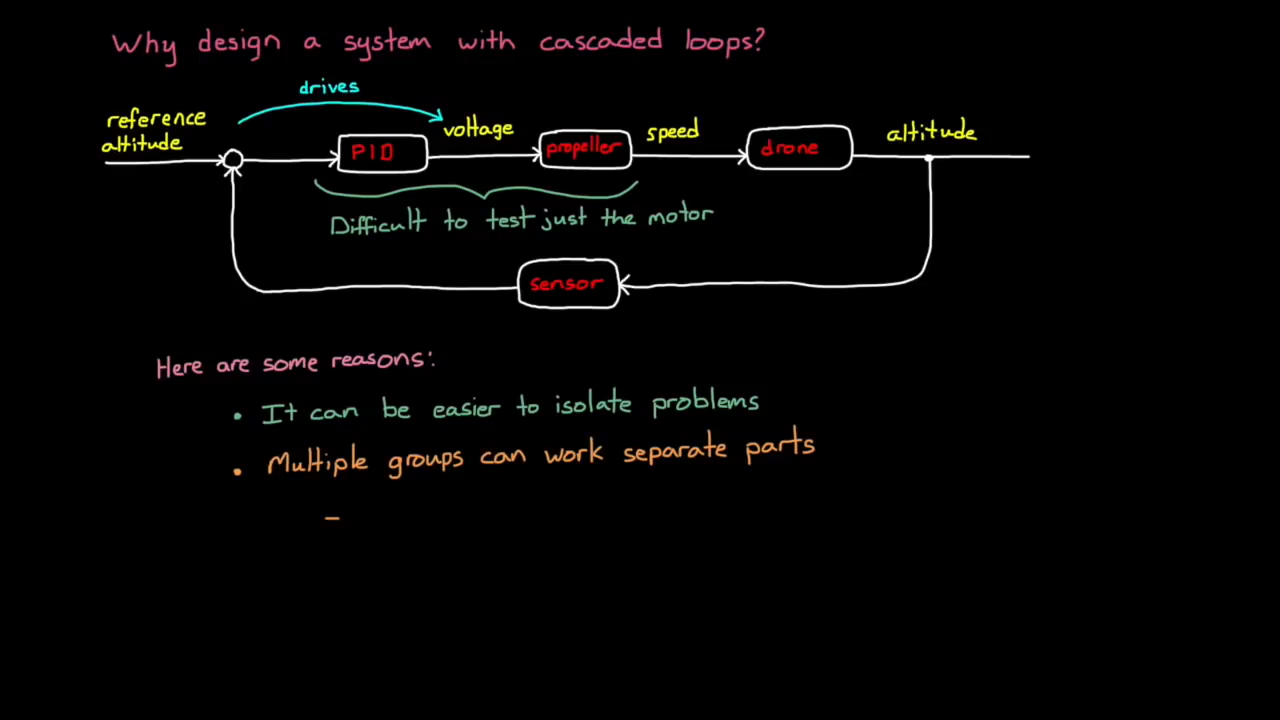 Why design a system with cascaded loops?
drives
reference
altitude
PID
voltage
propeller
speed
drone
altitude
Difficult to test just the motor
sensor
Here are some reasons:
• It can be easier to isolate problems
• Multiple groups can work separate parts
–